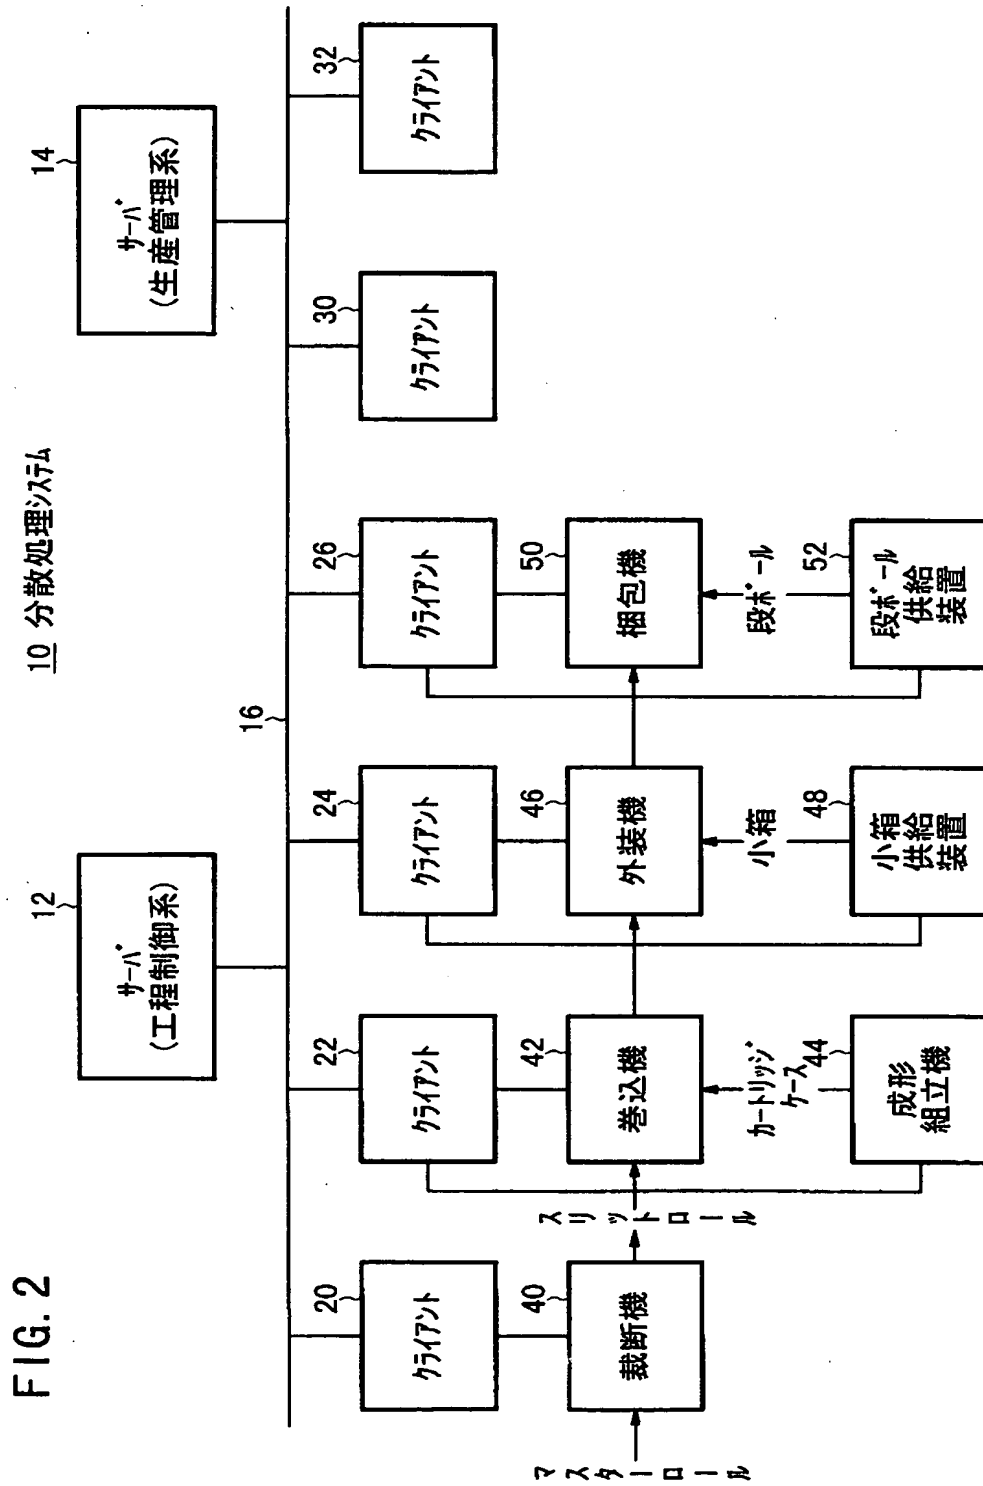 FIG. 2
10 分散処理システム
12
サーバ
(工程制御系)
14
サーバ
(生産管理系)
16
20
クライアント
22
クライアント
24
クライアント
26
クライアント
30
クライアント
32
クライアント
マスターロール
40
裁断機
スリットロール
42
巻込機
46
外装機
50
梱包機
カートリッジ
ケース
小箱
段ボール
44
成形
組立機
48
小箱
供給
装置
52
段ボール
供給
装置